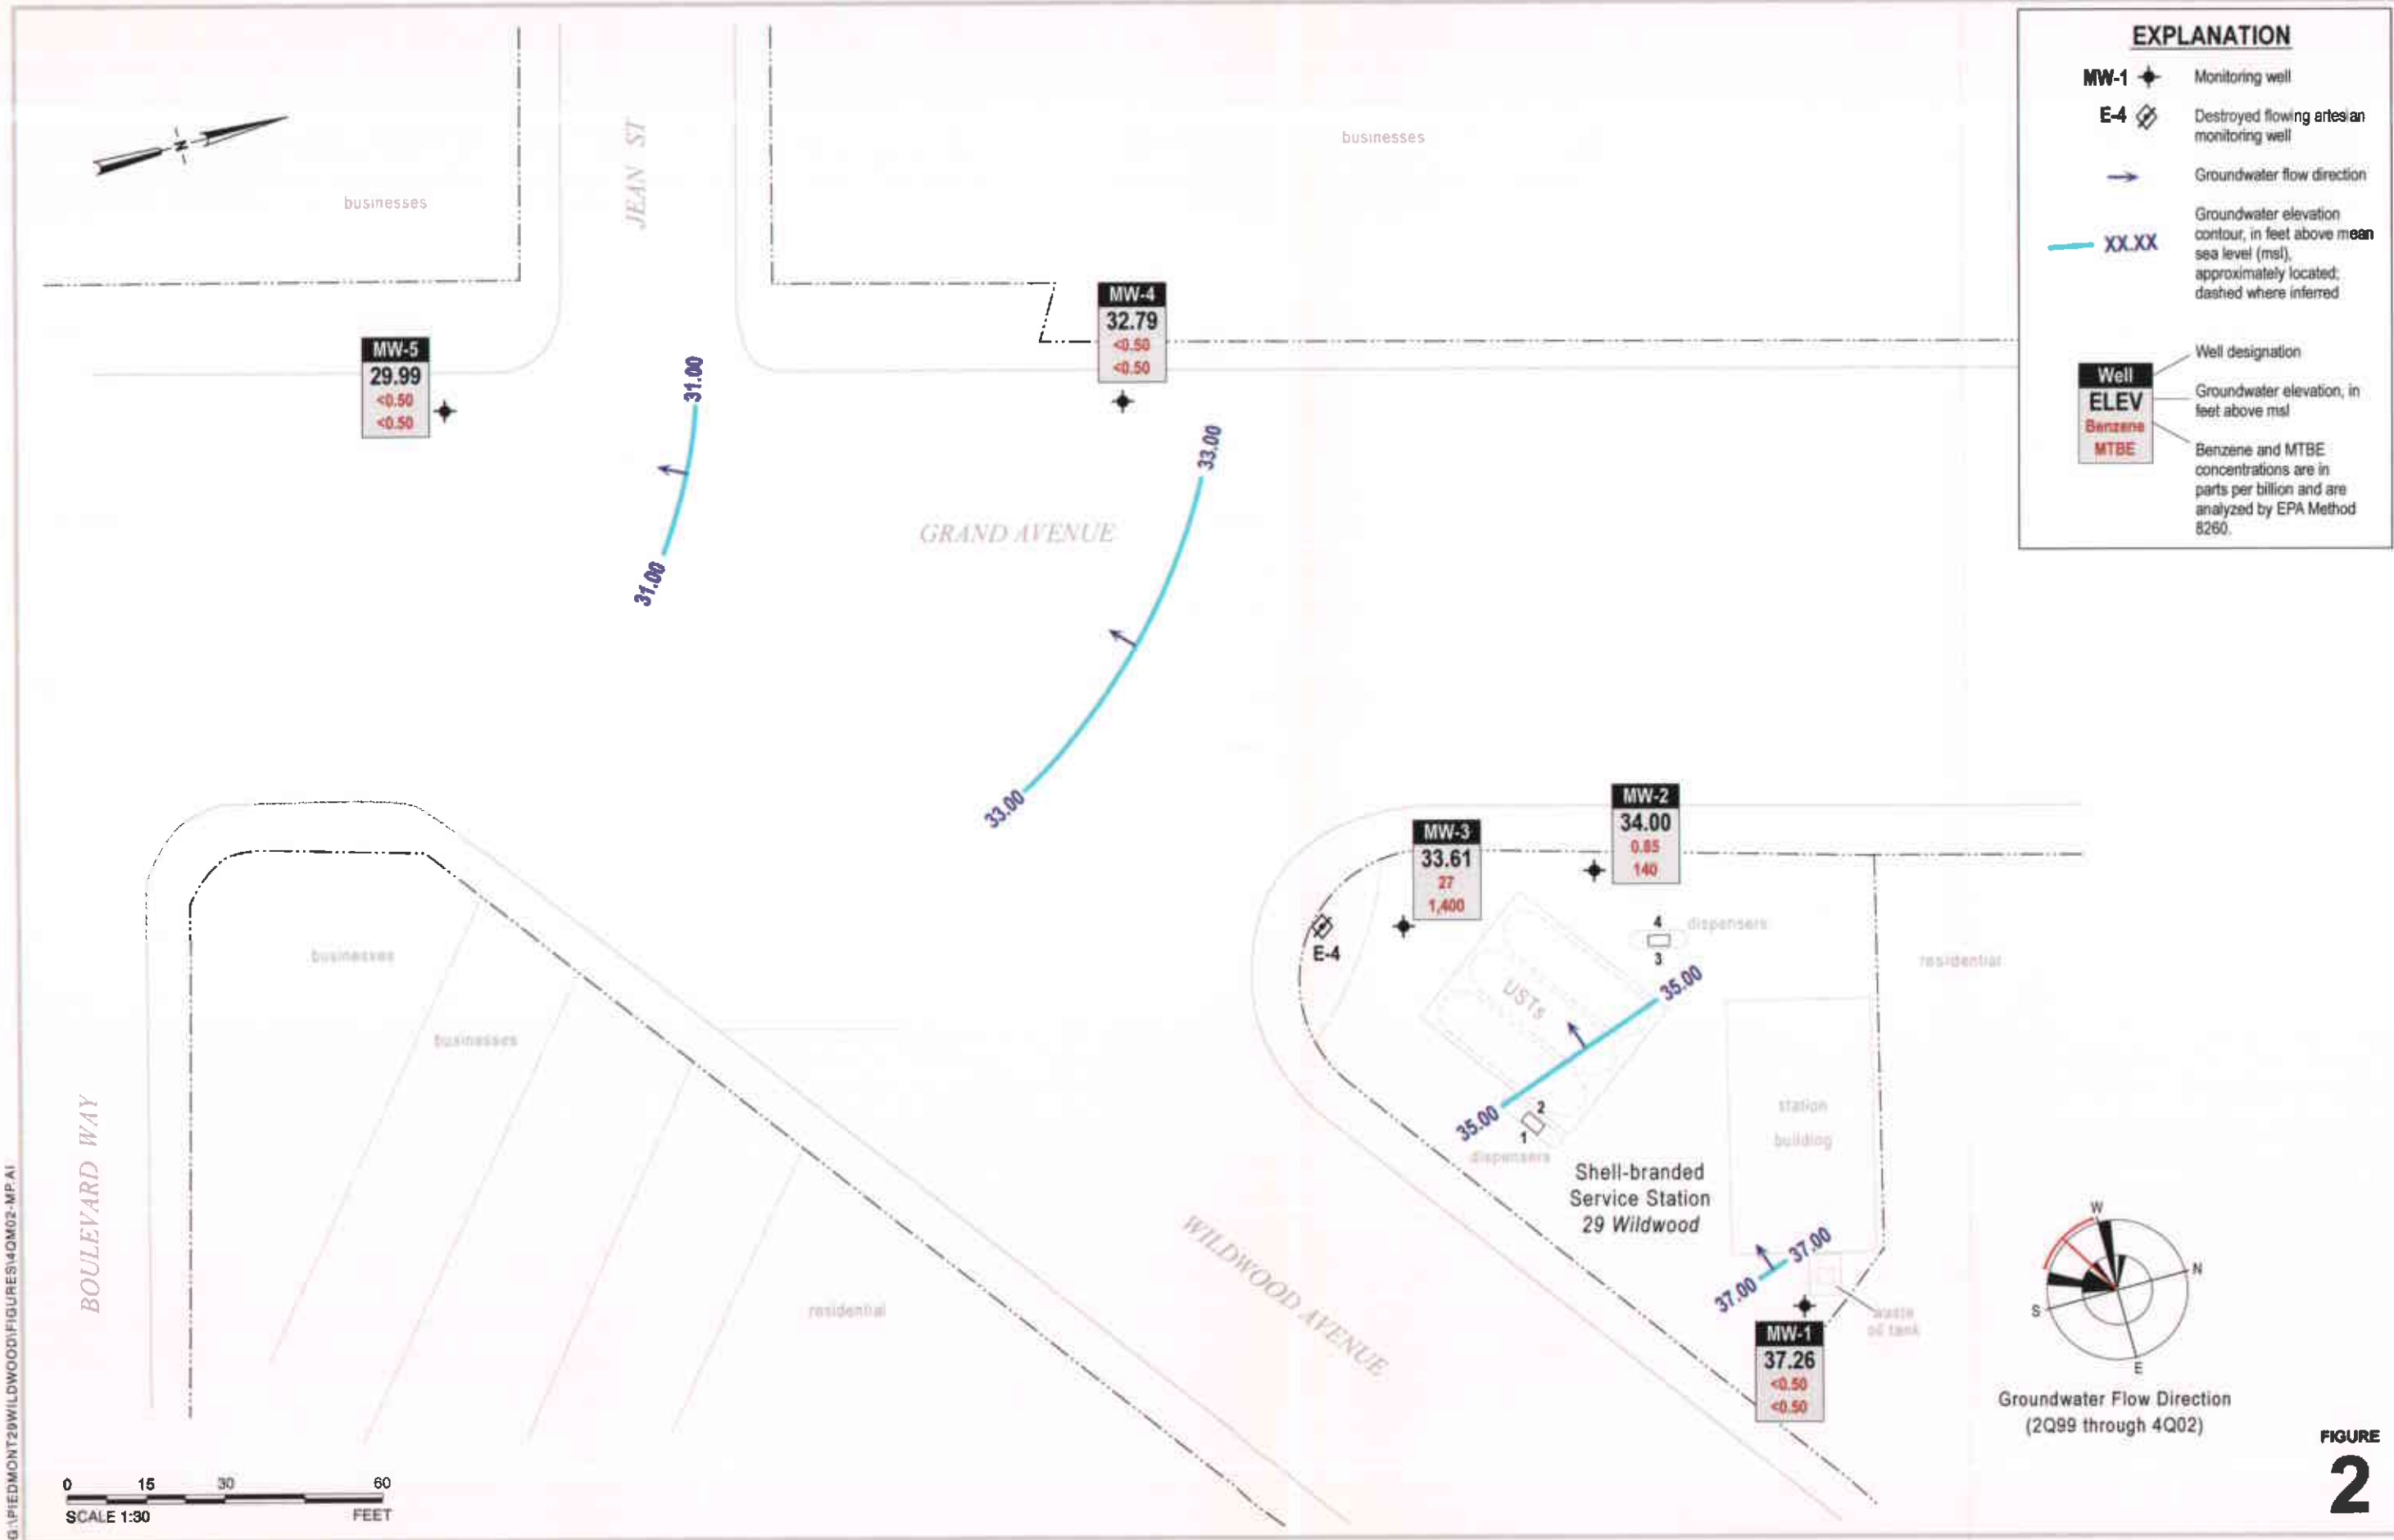 EXPLANATION
MW-1 Monitoring well
E-4 Destroyed flowing artesian
monitoring well
Groundwater flow direction
XX.XX Groundwater elevation
contour, in feet above mean
sea level (msl),
approximately located;
dashed where inferred
Well
ELEV
Benzene
MTBE
Well designation
Groundwater elevation, in
feet above msl
Benzene and MTBE
concentrations are in
parts per billion and are
analyzed by EPA Method
8260.
N
businesses
JEAN ST
businesses
MW-4
32.79
<0.50
<0.50
MW-5
29.99
<0.50
<0.50
31.00
31.00
33.00
33.00
GRAND AVENUE
MW-2
34.00
0.85
140
MW-3
33.61
27
1,400
E-4
4
3
dispensers
USTs
35.00
35.00
2
1
dispensers
residential
station
building
Shell-branded
Service Station
29 Wildwood
37.00
37.00
waste
oil tank
MW-1
37.26
<0.50
<0.50
businesses
businesses
residential
BOULEVARD WAY
WILDWOOD AVENUE
W
N
S
E
Groundwater Flow Direction
(2Q99 through 4Q02)
0 15 30 60
SCALE 1:30 FEET
G:\PIEDMONT29WILDWOOD\FIGURES\4QM02-MP.AI
FIGURE
2